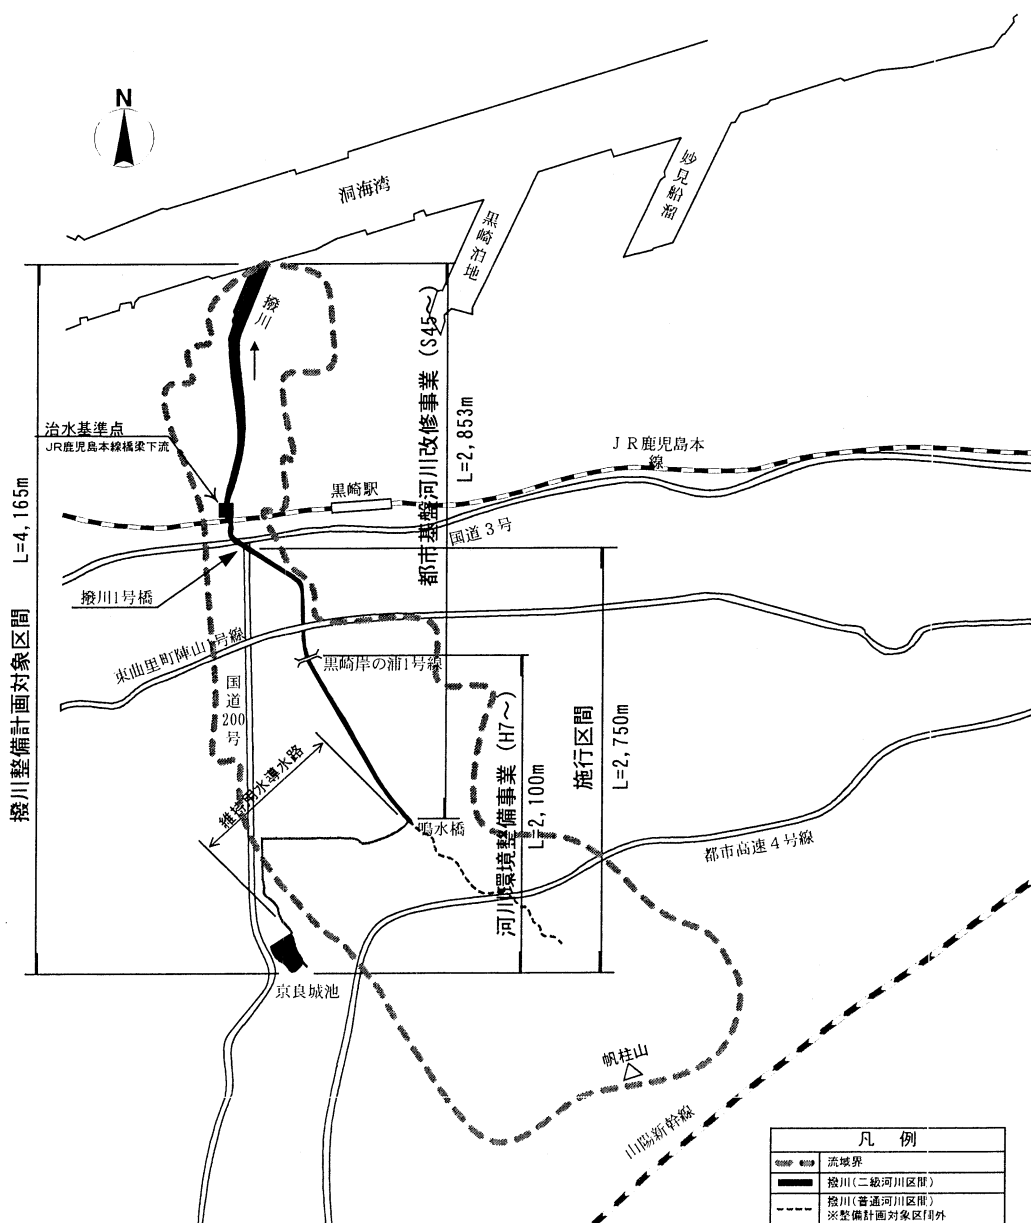 N
洞海湾
妙見泊渠
黒崎泊地
撥川
都市基盤河川改修事業 (S45~)
L=2,853m
治水基準点
JR鹿児島本線橋梁下流
JR鹿児島本
線
黒崎駅
国道3号
撥川整備計画対象区間
L=4,165m
撥川1号橋
東曲里町陣山1号線
黒崎岸の浦1号線
国道200号
施行区間
L=2,750m
河川環境整備事業 (H7~)
L=2,100m
維持用水導水路
鳴水橋
都市高速4号線
京良城池
帆柱山
山陽新幹線
凡 例
流域界
撥川(二級河川区間)
撥川(普通河川区間)
※整備計画対象区間外